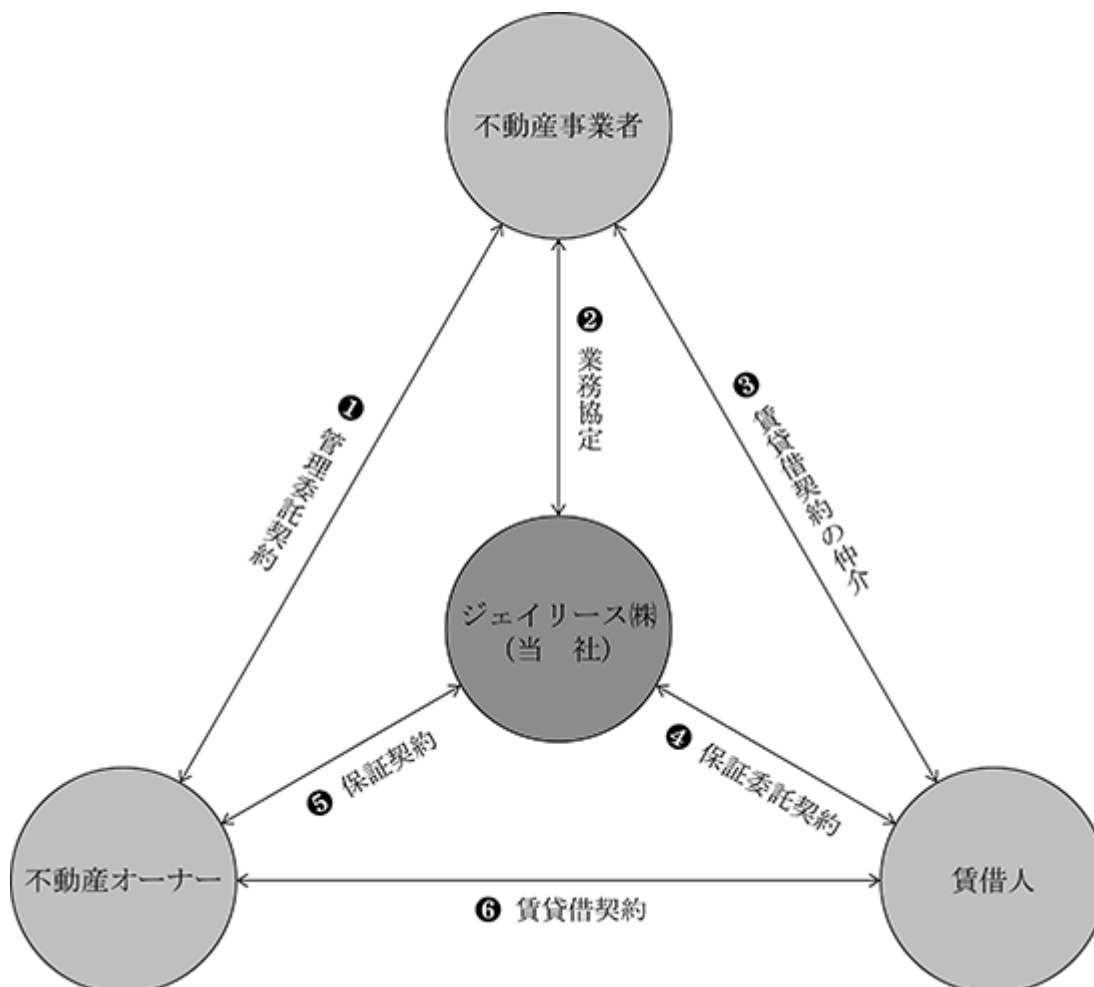 不動産事業者
❶ 管理委託契約
❷ 業務協定
❸ 賃貸借契約の仲介
ジェイリース㈱
(当　社)
❹ 保証委託契約
❺ 保証契約
不動産オーナー
賃借人
❻ 賃貸借契約